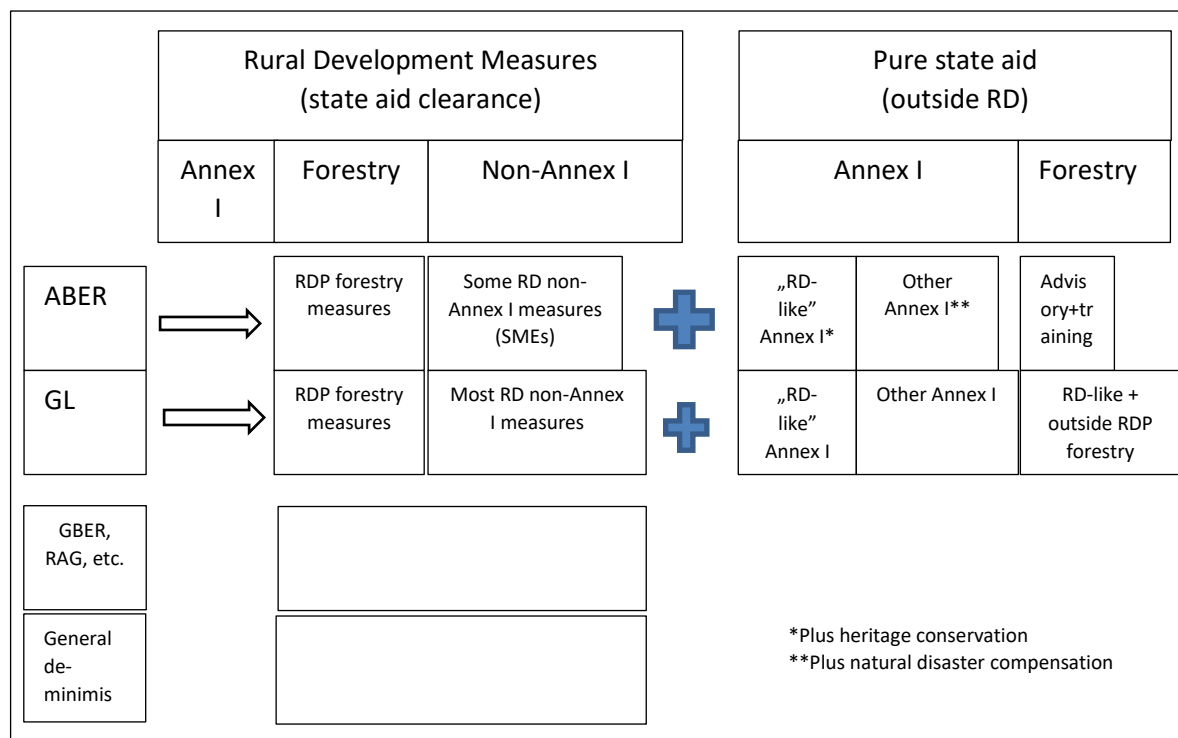 Rural Development Measures
(state aid clearance)
Pure state aid
(outside RD)
Annex
I
Forestry
Non-Annex I
Annex I
Forestry
ABER
RDP forestry
measures
Some RD non-
Annex I measures
(SMEs)
„RD-
like”
Annex I*
Other
Annex I**
Advis
ory+tr
aining
GL
RDP forestry
measures
Most RD non-Annex
I measures
„RD-
like”
Annex I
Other Annex I
RD-like +
outside RDP
forestry
GBER,
RAG, etc.
General
de-
minimis
*Plus heritage conservation
**Plus natural disaster compensation